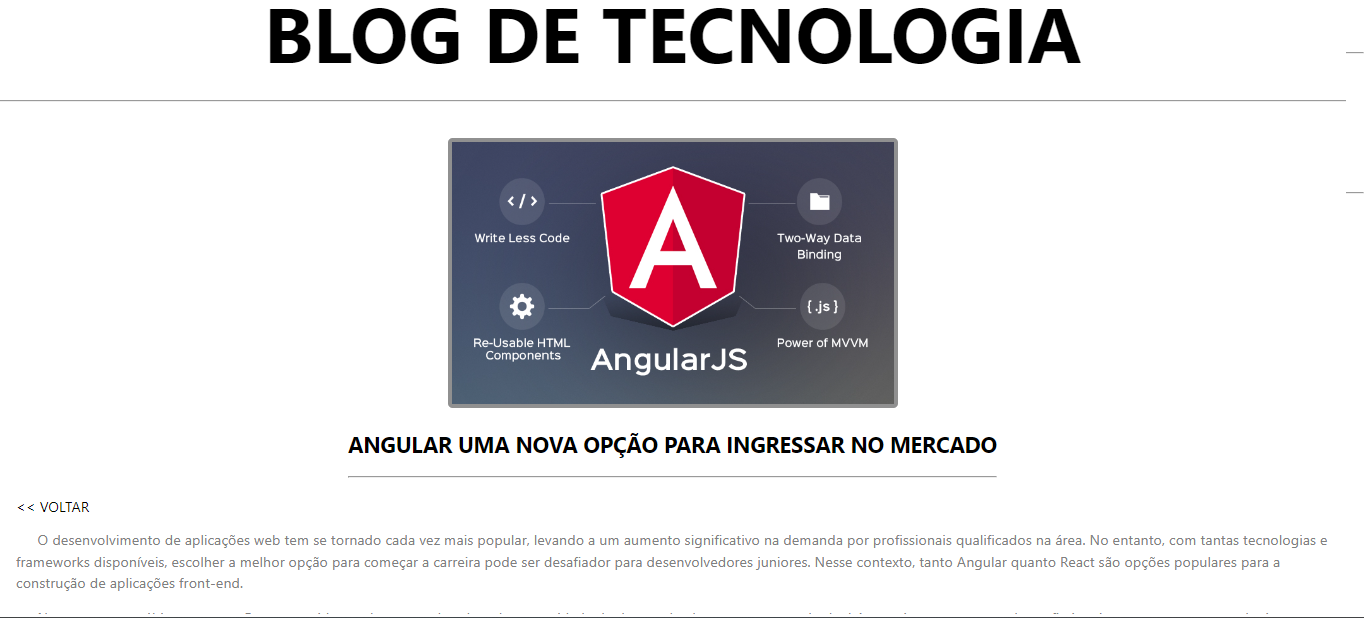 BLOG DE TECNOLOGIA
</>
Write Less Code
Two-Way Data
Binding
A
{.js}
Re-Usable HTML
Components
Power of MVVM
AngularJS
ANGULAR UMA NOVA OPÇÃO PARA INGRESSAR NO MERCADO
<< VOLTAR
O desenvolvimento de aplicações web tem se tornado cada vez mais popular, levando a um aumento significativo na demanda por profissionais qualificados na área. No entanto, com tantas tecnologias e
frameworks disponíveis, escolher a melhor opção para começar a carreira pode ser desafiador para desenvolvedores juniores. Nesse contexto, tanto Angular quanto React são opções populares para a
construção de aplicações front-end.